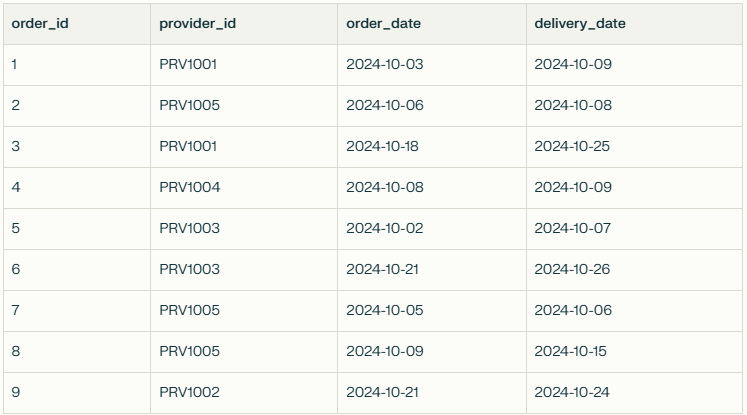 order_id provider_id order_date delivery_date
1 PRV1001 2024-10-03 2024-10-09
2 PRV1005 2024-10-06 2024-10-08
3 PRV1001 2024-10-18 2024-10-25
4 PRV1004 2024-10-08 2024-10-09
5 PRV1003 2024-10-02 2024-10-07
6 PRV1003 2024-10-21 2024-10-26
7 PRV1005 2024-10-05 2024-10-06
8 PRV1005 2024-10-09 2024-10-15
9 PRV1002 2024-10-21 2024-10-24